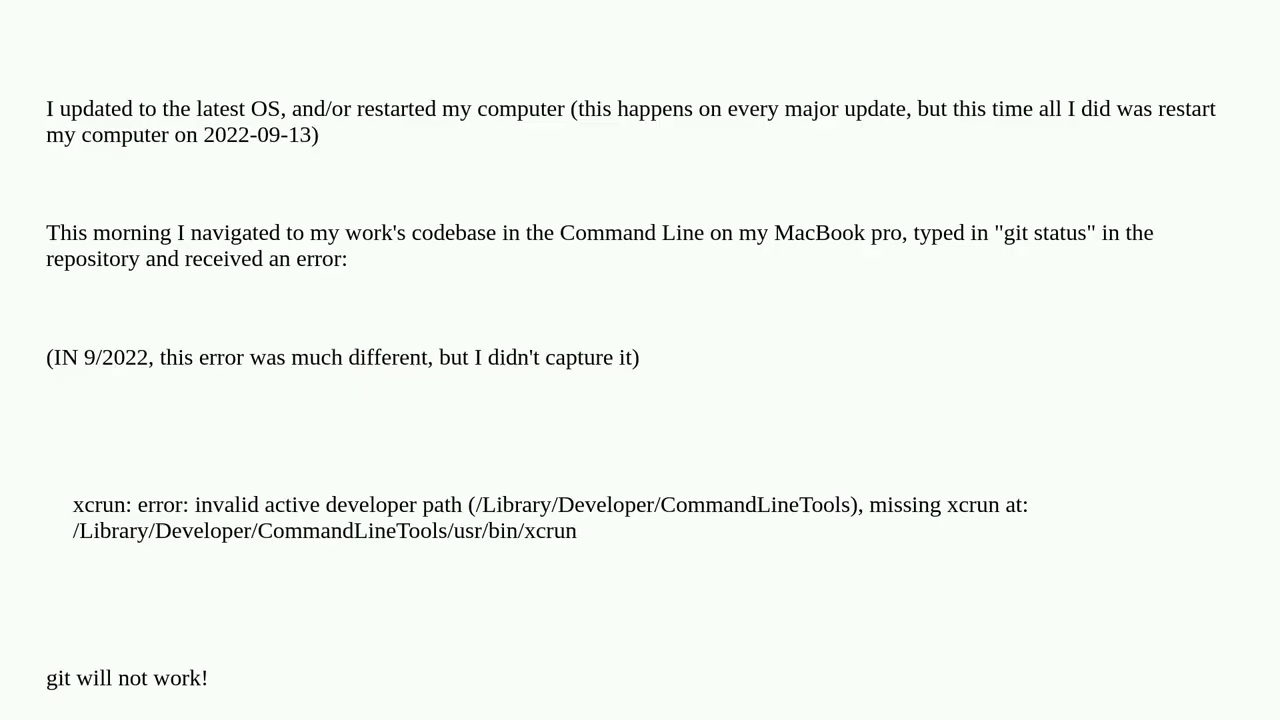 I updated to the latest OS, and/or restarted my computer (this happens on every major update, but this time all I did was restart
my computer on 2022-09-13)
This morning I navigated to my work's codebase in the Command Line on my MacBook pro, typed in "git status" in the
repository and received an error:
(IN 9/2022, this error was much different, but I didn't capture it)
xcrun: error: invalid active developer path (/Library/Developer/CommandLineTools), missing xcrun at:
/Library/Developer/CommandLineTools/usr/bin/xcrun
git will not work!